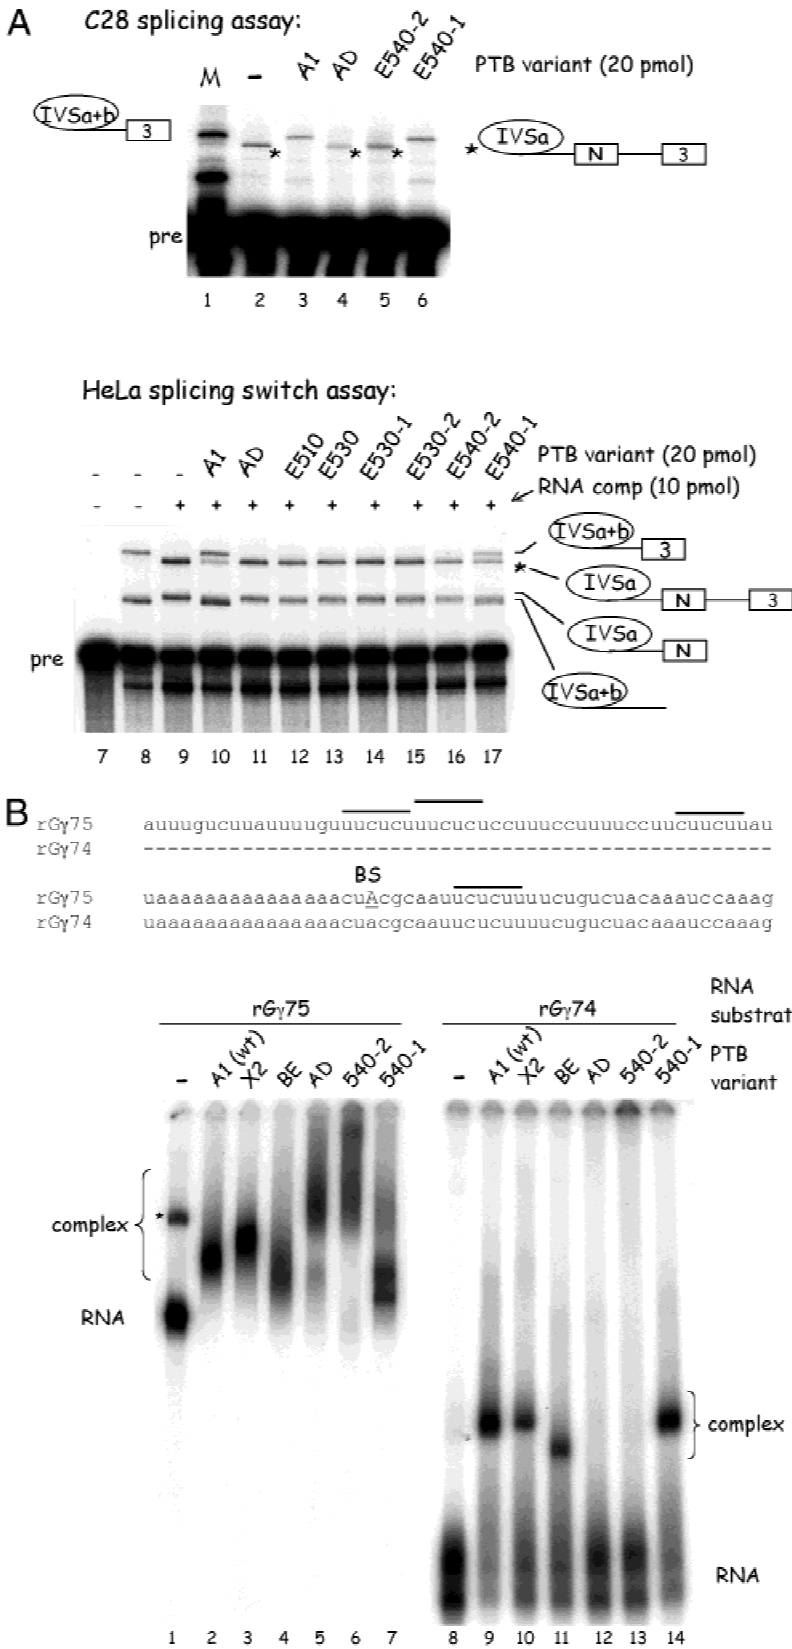 A
C28 splicing assay:
M - A1 AD E540-2 E540-1 PTB variant (20 pmol)
IVSa+b 3
* * *
* IVSa N 3
pre
1 2 3 4 5 6
HeLa splicing switch assay:
- - - A1 AD E510 E530 E530-1 E530-2 E540-2 E540-1 PTB variant (20 pmol)
- - + + + + + + + + + RNA comp (10 pmol)
IVSa+b 3
* IVSa N 3
IVSa N
IVSa+b
pre
7 8 9 10 11 12 13 14 15 16 17
B
rGγ75 auuugucuuauuuuguuucucuuucucuccuuuccuuuuccuucuucuuau
rGγ74 ----------------------------------------------------
BS
rGγ75 uaaaaaaaaaaaaaaacuAcgcaauucucuuuucugucuacaaauccaaag
rGγ74 uaaaaaaaaaaaaaaacuacgcaauucucuuuucugucuacaaauccaaag
rGγ75 rGγ74 RNA substrat
- A1 (wt) X2 BE AD 540-2 540-1 - A1 (wt) X2 BE AD 540-2 540-1 PTB variant
complex *
RNA
complex
RNA
1 2 3 4 5 6 7 8 9 10 11 12 13 14